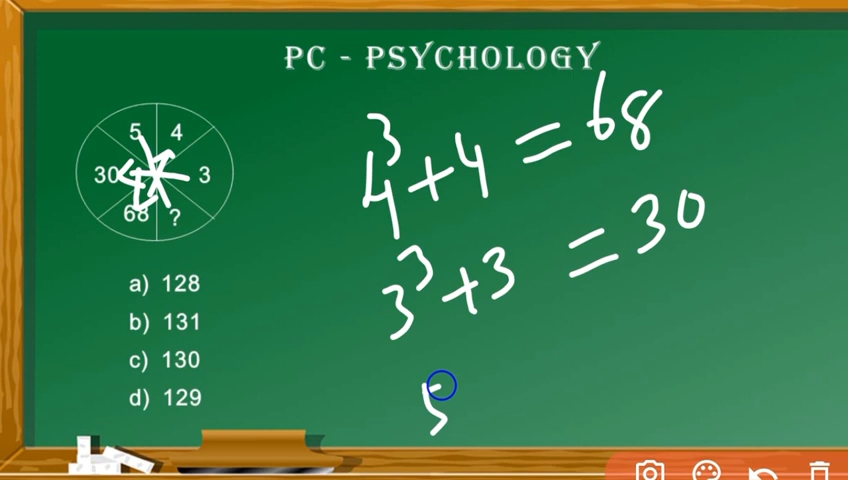 PC - PSYCHOLOGY
5 4
30 3
68 ?
a) 128
b) 131
c) 130
d) 129
4³+4=68
3³+3=30
5